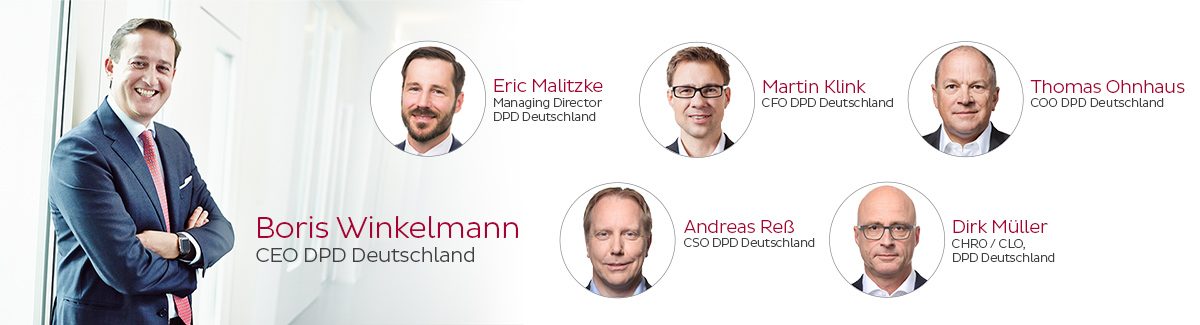 Eric Malitzke
Managing Director
DPD Deutschland
Martin Klink
CFO DPD Deutschland
Thomas Ohnhaus
COO DPD Deutschland
Boris Winkelmann
CEO DPD Deutschland
Andreas Reß
CSO DPD Deutschland
Dirk Müller
CHRO / CLO,
DPD Deutschland